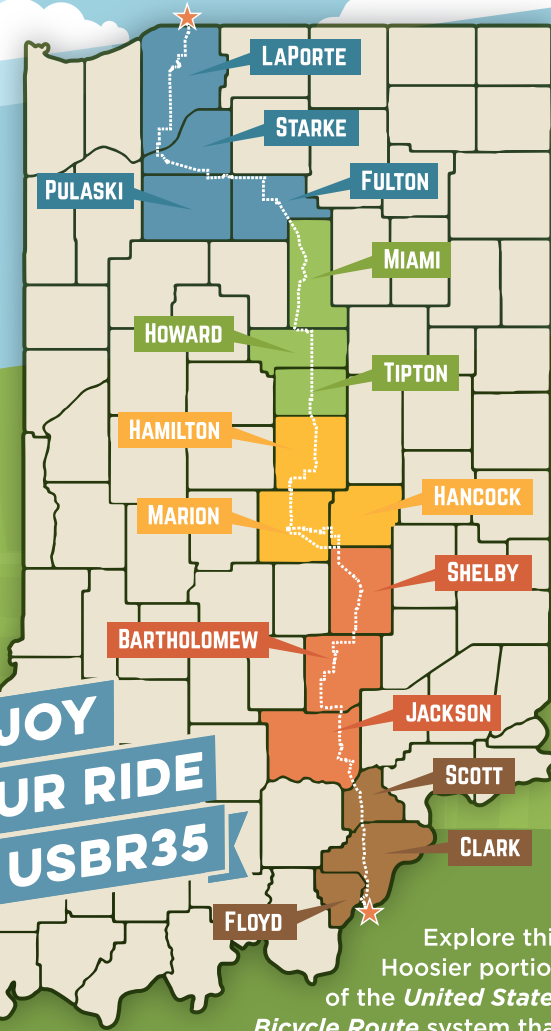 LAPORTE
STARKE
PULASKI
FULTON
MIAMI
HOWARD
TIPTON
HAMILTON
HANCOCK
MARION
SHELBY
BARTHOLOMEW
JACKSON
JOY
UR RIDE
USBR35
SCOTT
CLARK
FLOYD
Explore thi
Hoosier portio
of the United State
Bicycle Route system tha